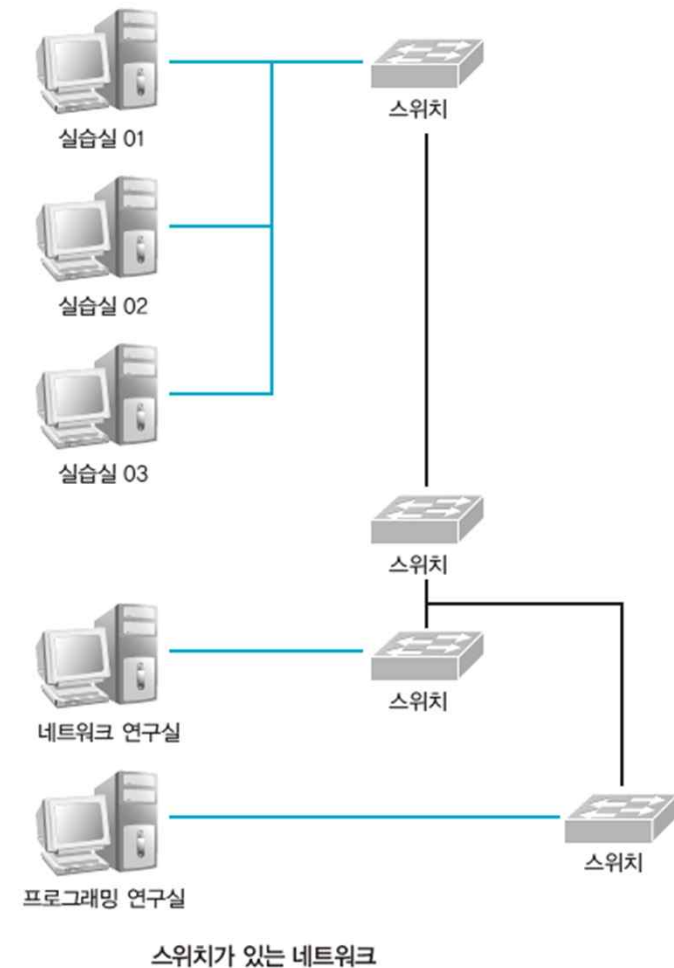 스위치
실습실 01
실습실 02
실습실 03
스위치
스위치
네트워크 연구실
스위치
프로그래밍 연구실
스위치가 있는 네트워크